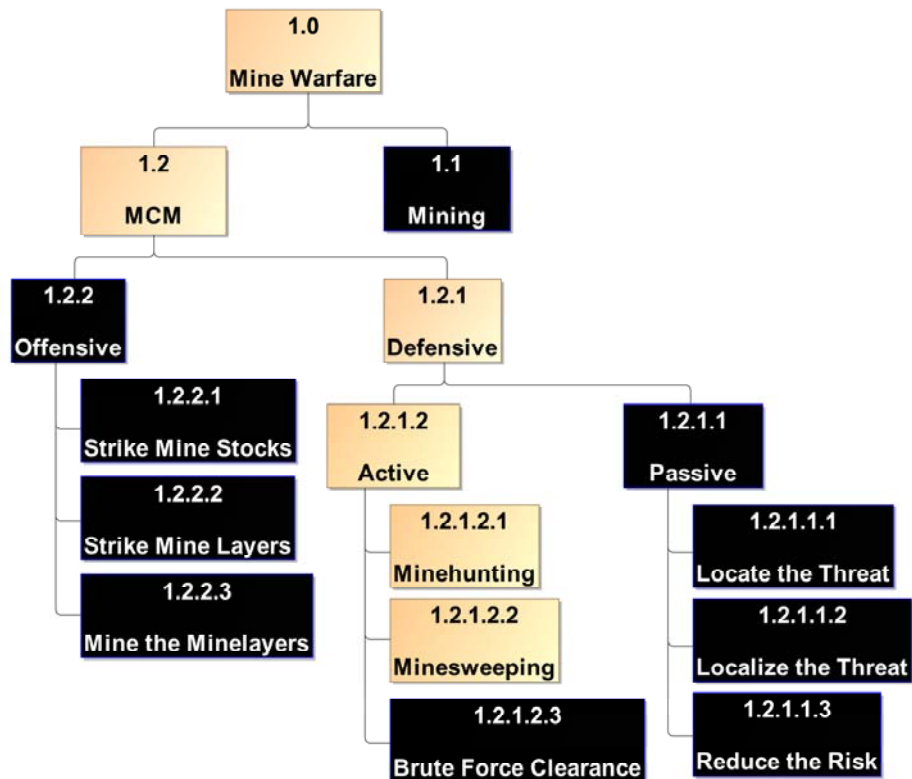 1.0
Mine Warfare
1.2
MCM
1.1
Mining
1.2.2
Offensive
1.2.1
Defensive
1.2.2.1
Strike Mine Stocks
1.2.2.2
Strike Mine Layers
1.2.2.3
Mine the Minelayers
1.2.1.2
Active
1.2.1.1
Passive
1.2.1.2.1
Minehunting
1.2.1.2.2
Minesweeping
1.2.1.2.3
Brute Force Clearance
1.2.1.1.1
Locate the Threat
1.2.1.1.2
Localize the Threat
1.2.1.1.3
Reduce the Risk